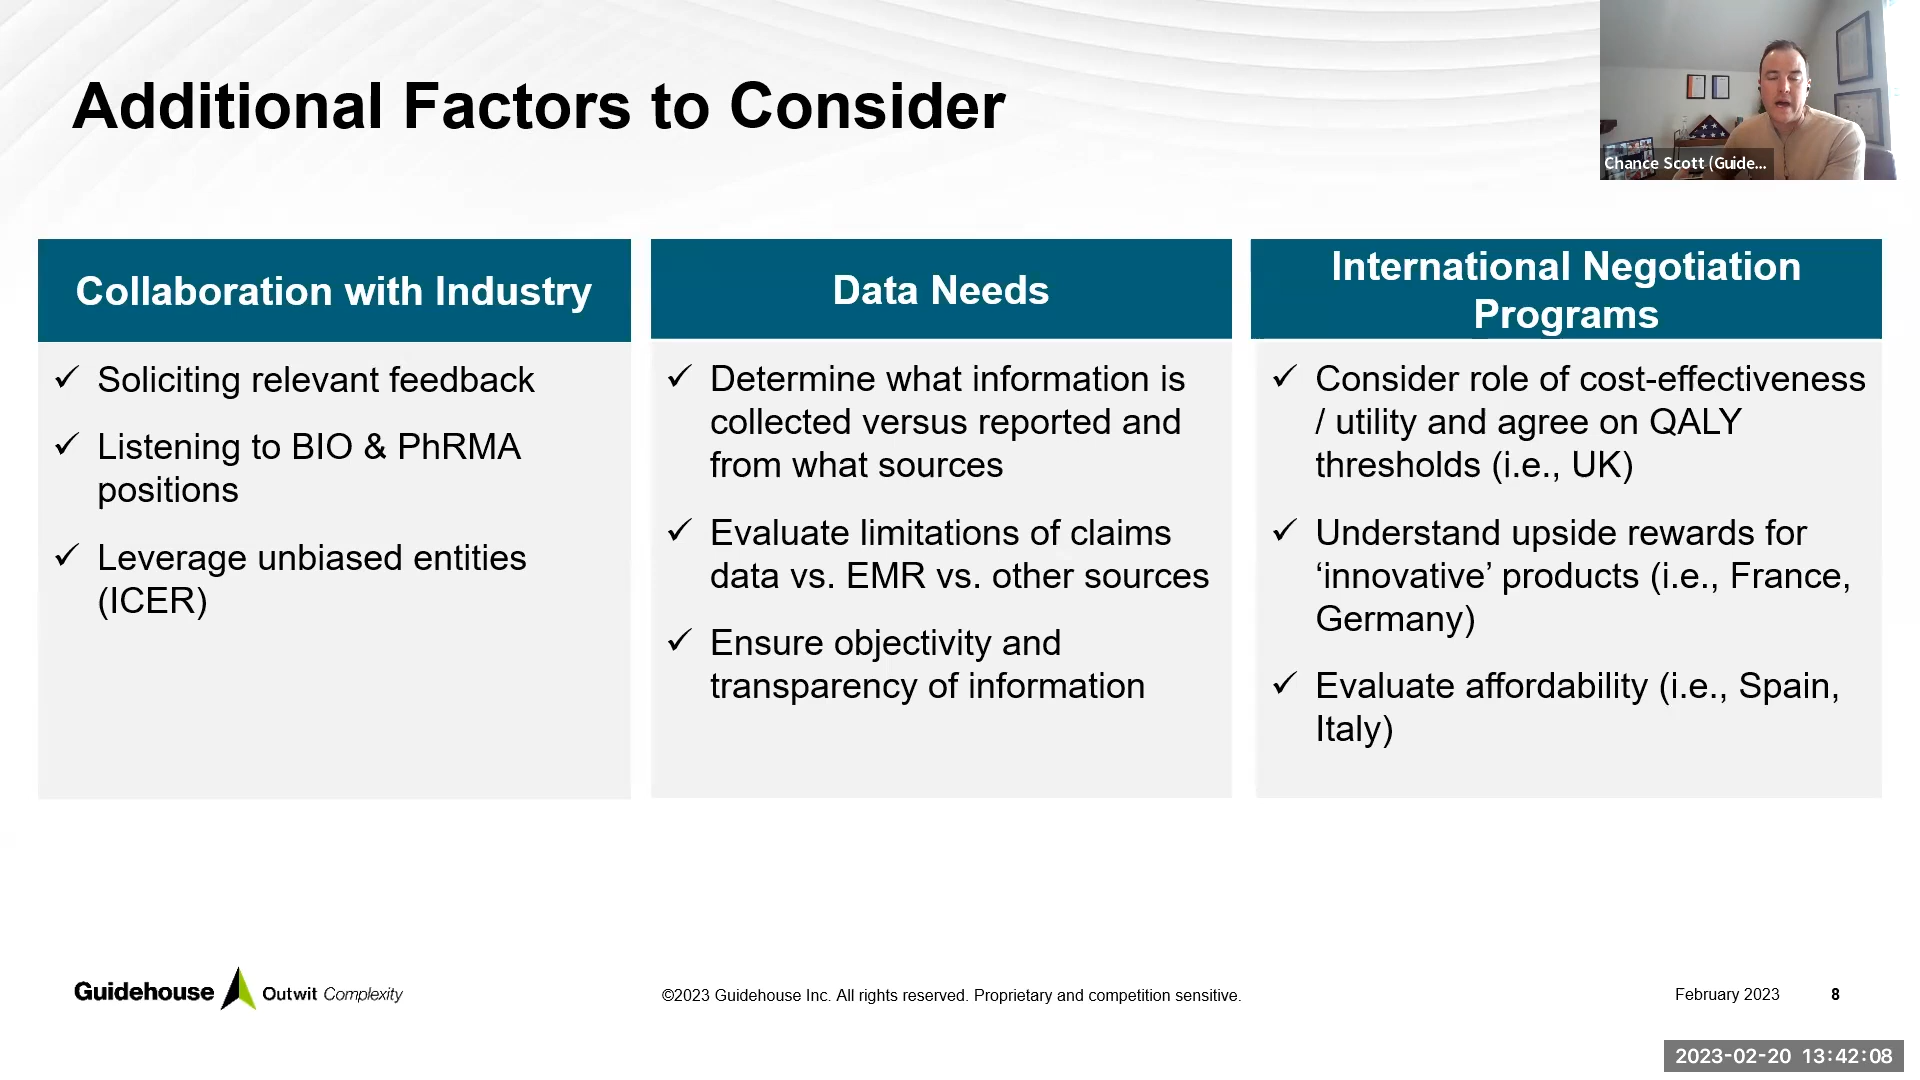 Additional Factors to Consider
Chance Scott (Guide...
Collaboration with Industry
✓ Soliciting relevant feedback
✓ Listening to BIO & PhRMA
positions
✓ Leverage unbiased entities
(ICER)
Data Needs
✓ Determine what information is
collected versus reported and
from what sources
✓ Evaluate limitations of claims
data vs. EMR vs. other sources
✓ Ensure objectivity and
transparency of information
International Negotiation
Programs
✓ Consider role of cost-effectiveness
/ utility and agree on QALY
thresholds (i.e., UK)
✓ Understand upside rewards for
‘innovative’ products (i.e., France,
Germany)
✓ Evaluate affordability (i.e., Spain,
Italy)
Guidehouse Outwit Complexity
©2023 Guidehouse Inc. All rights reserved. Proprietary and competition sensitive.
February 2023 8
2023-02-20 13:42:08